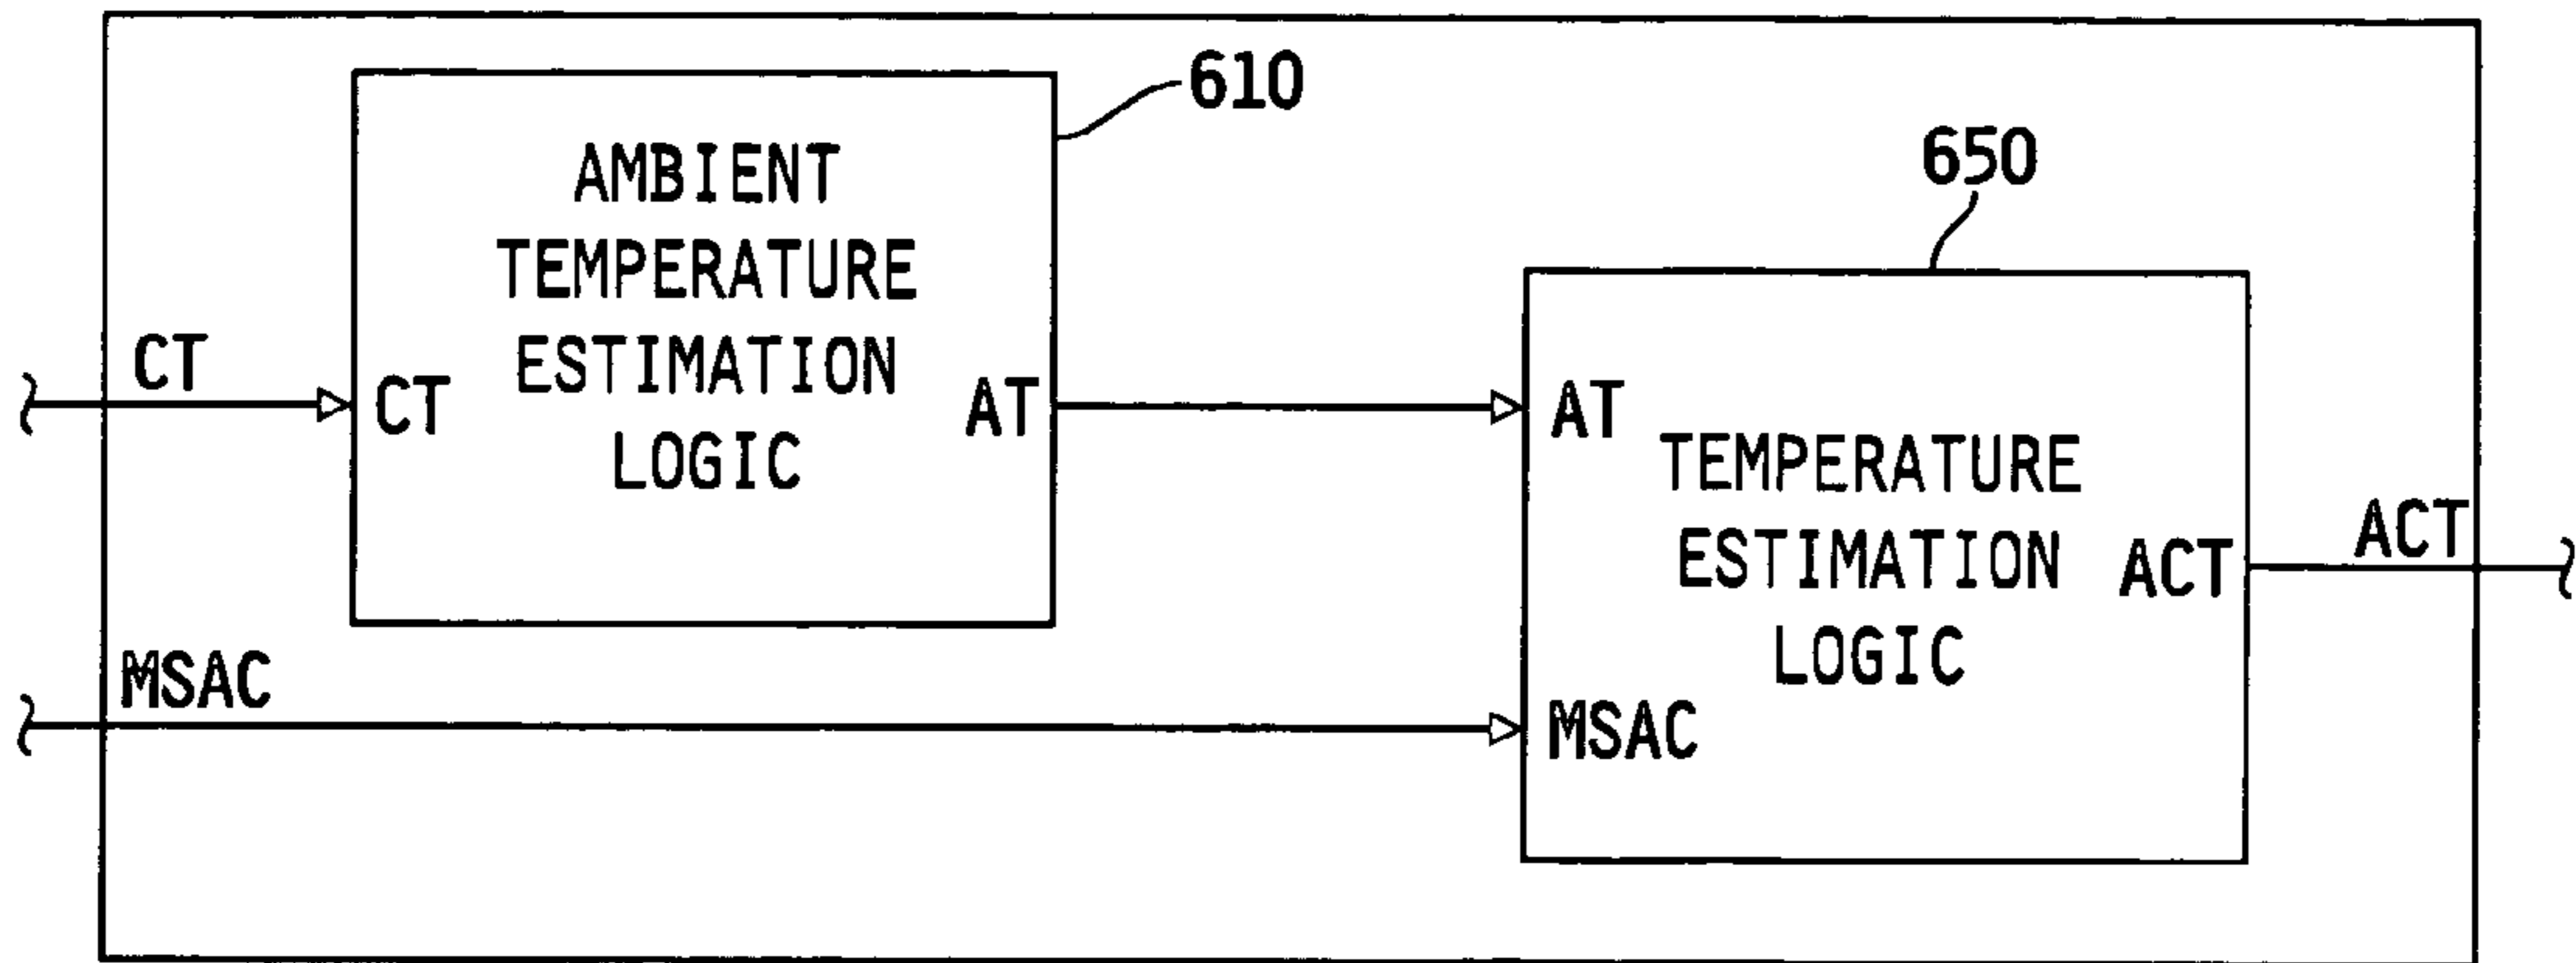 610
AMBIENT
TEMPERATURE
ESTIMATION
LOGIC
CT
CT
AT
650
AT
TEMPERATURE
ESTIMATION
LOGIC
ACT
ACT
MSAC
MSAC